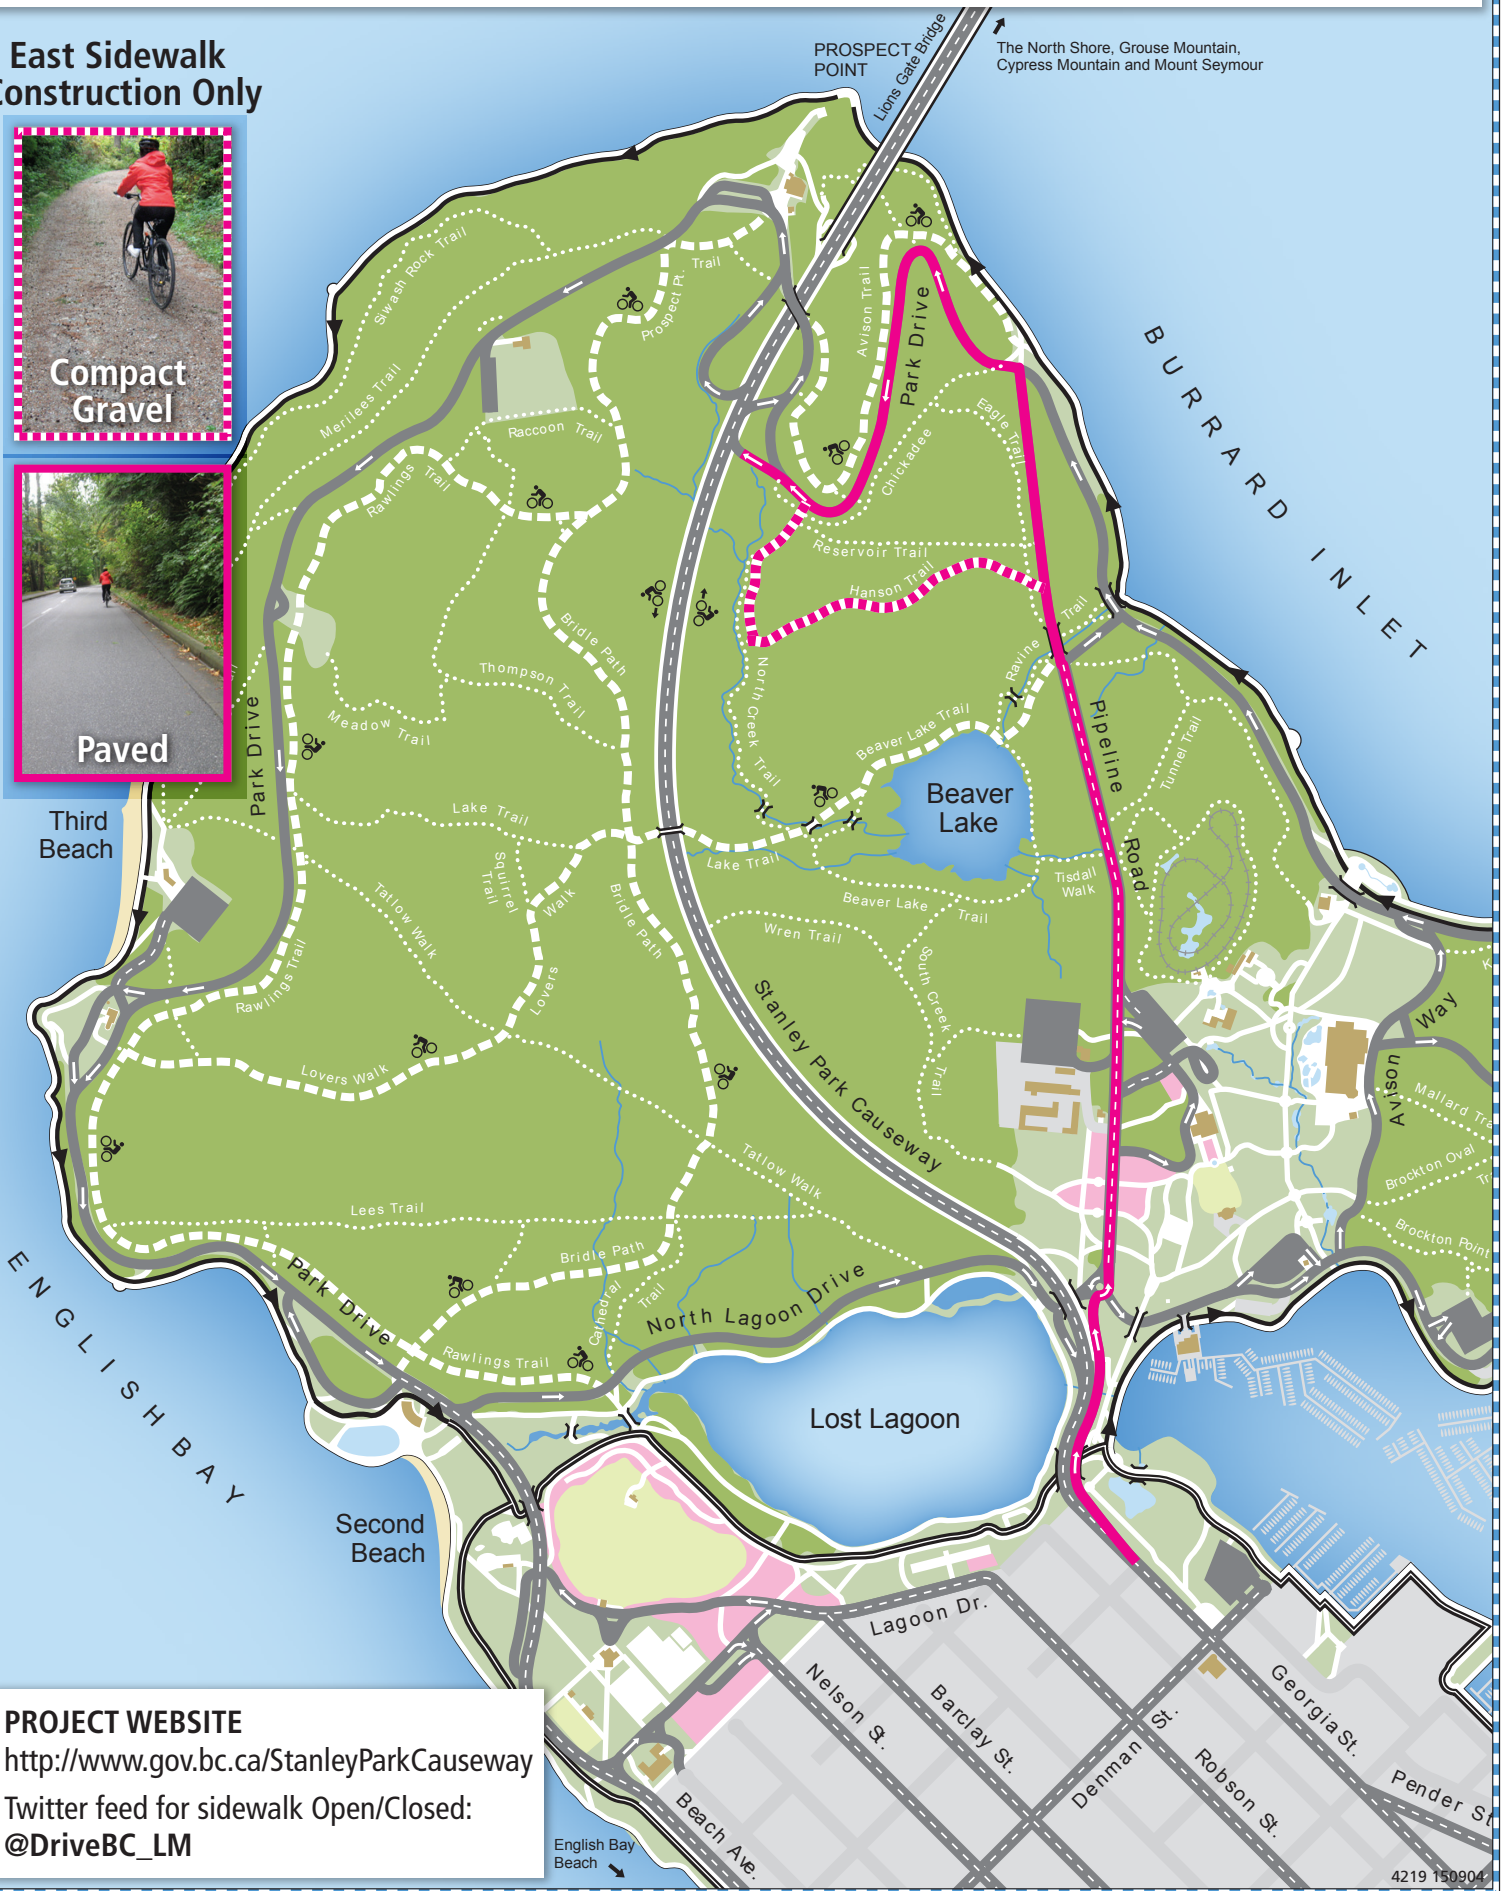 East Sidewalk
Construction Only
Compact
Gravel
Paved
PROSPECT
POINT
Lions Gate Bridge
The North Shore, Grouse Mountain,
Cypress Mountain and Mount Seymour
BURRARD INLET
Siwash Rock Trail
Merilees Trail
Prospect Pt. Trail
Raccoon Trail
Rawlings Trail
Avison Trail
Park Drive
Chickadee
Eagle Trail
Reservoir Trail
Hanson Trail
Ravine Trail
Bridle Path
Thompson Trail
Meadow Trail
Park Drive
North Creek Trail
Beaver Lake Trail
Beaver
Lake
Pipeline Road
Tunnel Trail
Third
Beach
Lake Trail
Squirrel
Trail
Lovers Walk
Tatlow Walk
Bridle Path
Lake Trail
Tisdall
Walk
Beaver Lake Trail
Wren Trail
South Creek Trail
Stanley Park Causeway
Rawlings Trail
Lovers Walk
Avison Way
Mallard
Brockton Oval
Brockton Point
Tatlow Walk
Lees Trail
Bridle Path
Cathedral Trail
Park Drive
North Lagoon Drive
Rawlings Trail
ENGLISH BAY
Lost Lagoon
Second
Beach
Lagoon Dr.
Nelson St.
Barclay St.
Denman St.
Robson St.
Georgia St.
Pender St
Beach Ave.
English Bay
Beach
PROJECT WEBSITE
http://www.gov.bc.ca/StanleyParkCauseway
Twitter feed for sidewalk Open/Closed:
@DriveBC_LM
4219 150904